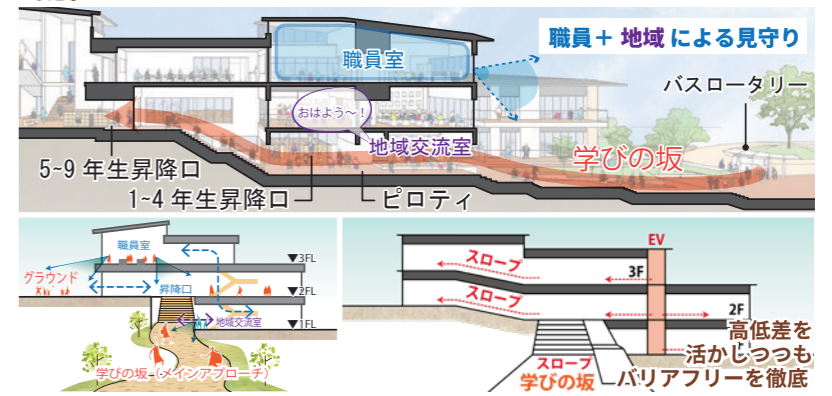 職員＋地域による見守り
職員室
バスロータリー
おはよう～！
地域交流室
学びの坂
5~9 年生昇降口
1~4 年生昇降口
ピロティ
職員室
▼3FL
グラウンド
昇降口
▼2FL
地域交流室
▼1FL
学びの坂（メインアプローチ）
EV
スロープ
3F
スロープ
2F
スロープ
学びの坂
高低差を
活かしつつも
バリアフリーを徹底